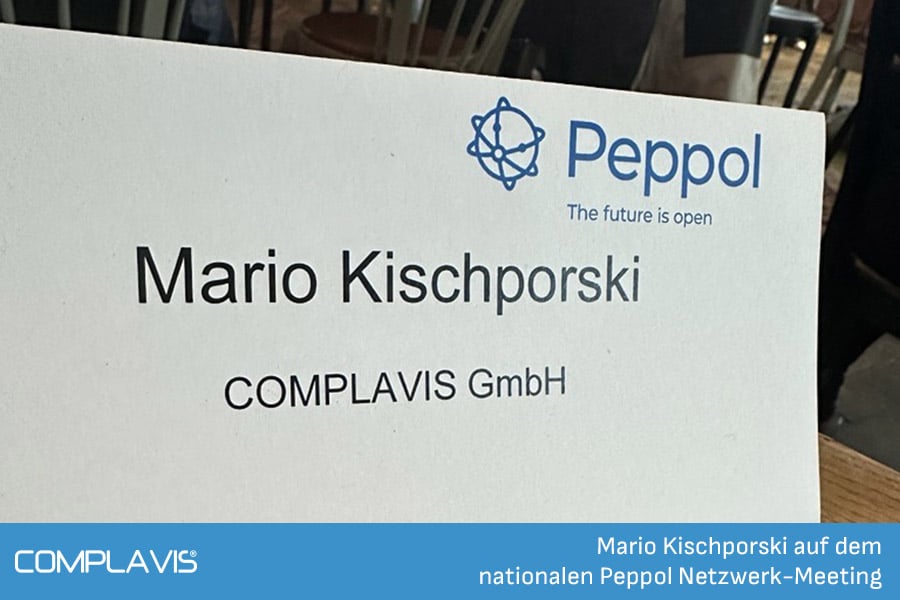 Peppol
The future is open
Mario Kischporski
COMPLAVIS GmbH
COMPLAVIS®
Mario Kischporski auf dem
nationalen Peppol Netzwerk-Meeting